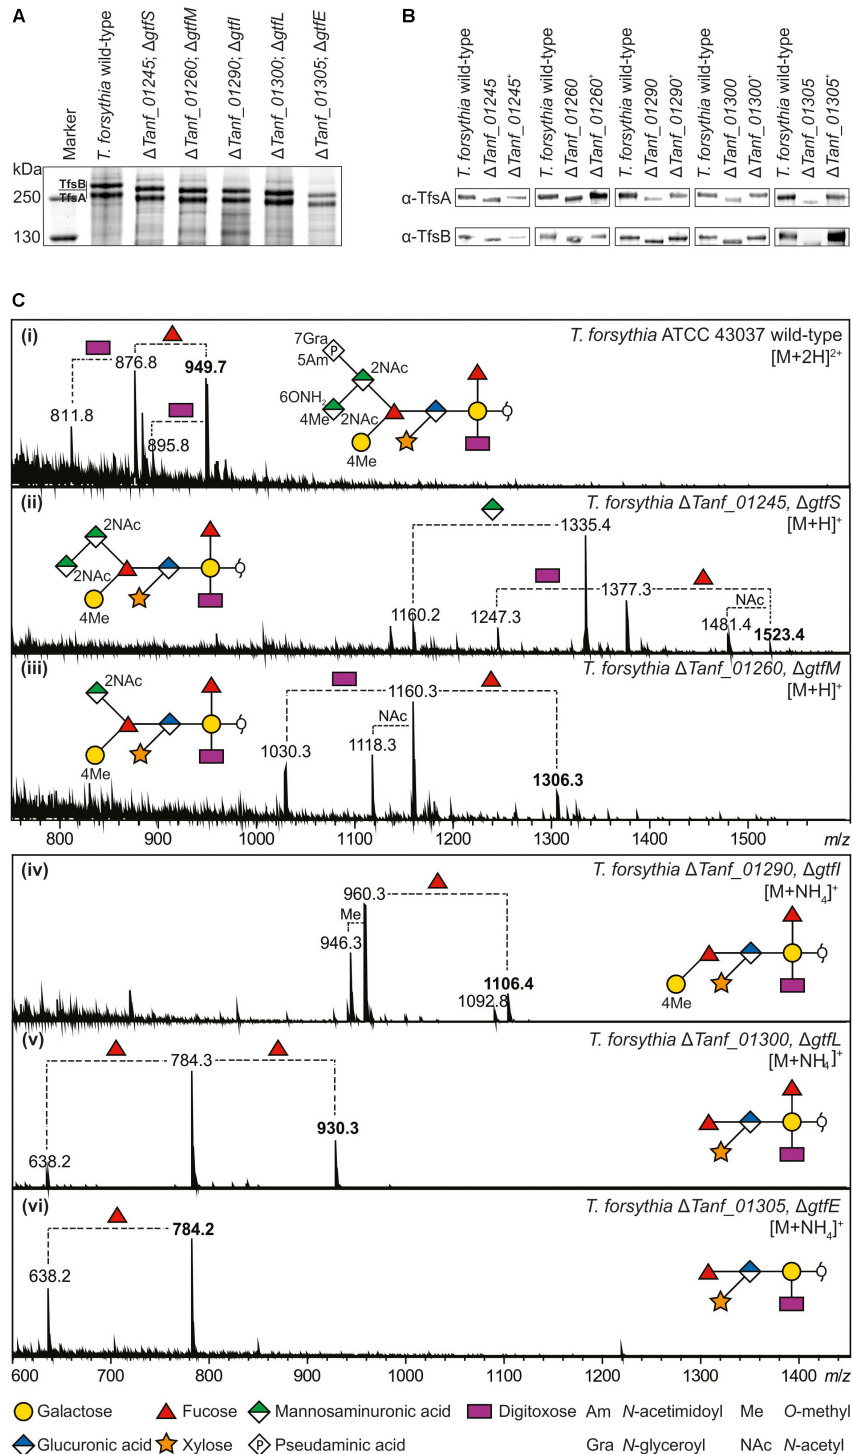 A
Marker
T. forsythia wild-type
ΔTanf_01245; ΔgtfS
ΔTanf_01260; ΔgtfM
ΔTanf_01290; ΔgtfI
ΔTanf_01300; ΔgtfL
ΔTanf_01305; ΔgtfE
kDa
250
130
TfsB
TfsA
B
T. forsythia wild-type
ΔTanf_01245
ΔTanf_01245+
T. forsythia wild-type
ΔTanf_01260
ΔTanf_01260+
T. forsythia wild-type
ΔTanf_01290
ΔTanf_01290+
T. forsythia wild-type
ΔTanf_01300
ΔTanf_01300+
T. forsythia wild-type
ΔTanf_01305
ΔTanf_01305+
α-TfsA
α-TfsB
C
(i)
T. forsythia ATCC 43037 wild-type
[M+2H]2+
811.8
876.8
895.8
949.7
7Gra
P
5Am
2NAc
6ONH2
4Me
2NAc
4Me
(ii)
T. forsythia ΔTanf_01245, ΔgtfS
[M+H]+
2NAc
2NAc
4Me
1160.2
1247.3
1335.4
1377.3
NAc
1481.4
1523.4
(iii)
T. forsythia ΔTanf_01260, ΔgtfM
[M+H]+
2NAc
4Me
1030.3
1118.3
NAc
1160.3
1306.3
800 900 1000 1100 1200 1300 1400 1500 m/z
(iv)
T. forsythia ΔTanf_01290, ΔgtfI
[M+NH4]+
946.3
Me
960.3
1092.8
1106.4
4Me
(v)
T. forsythia ΔTanf_01300, ΔgtfL
[M+NH4]+
638.2
784.3
930.3
(vi)
T. forsythia ΔTanf_01305, ΔgtfE
[M+NH4]+
638.2
784.2
600 700 800 900 1000 1100 1200 1300 1400 m/z
Galactose Fucose Mannosaminuronic acid Digitoxose Am N-acetimidoyl Me O-methyl
Glucuronic acid Xylose P Pseudaminic acid Gra N-glyceroyl NAc N-acetyl